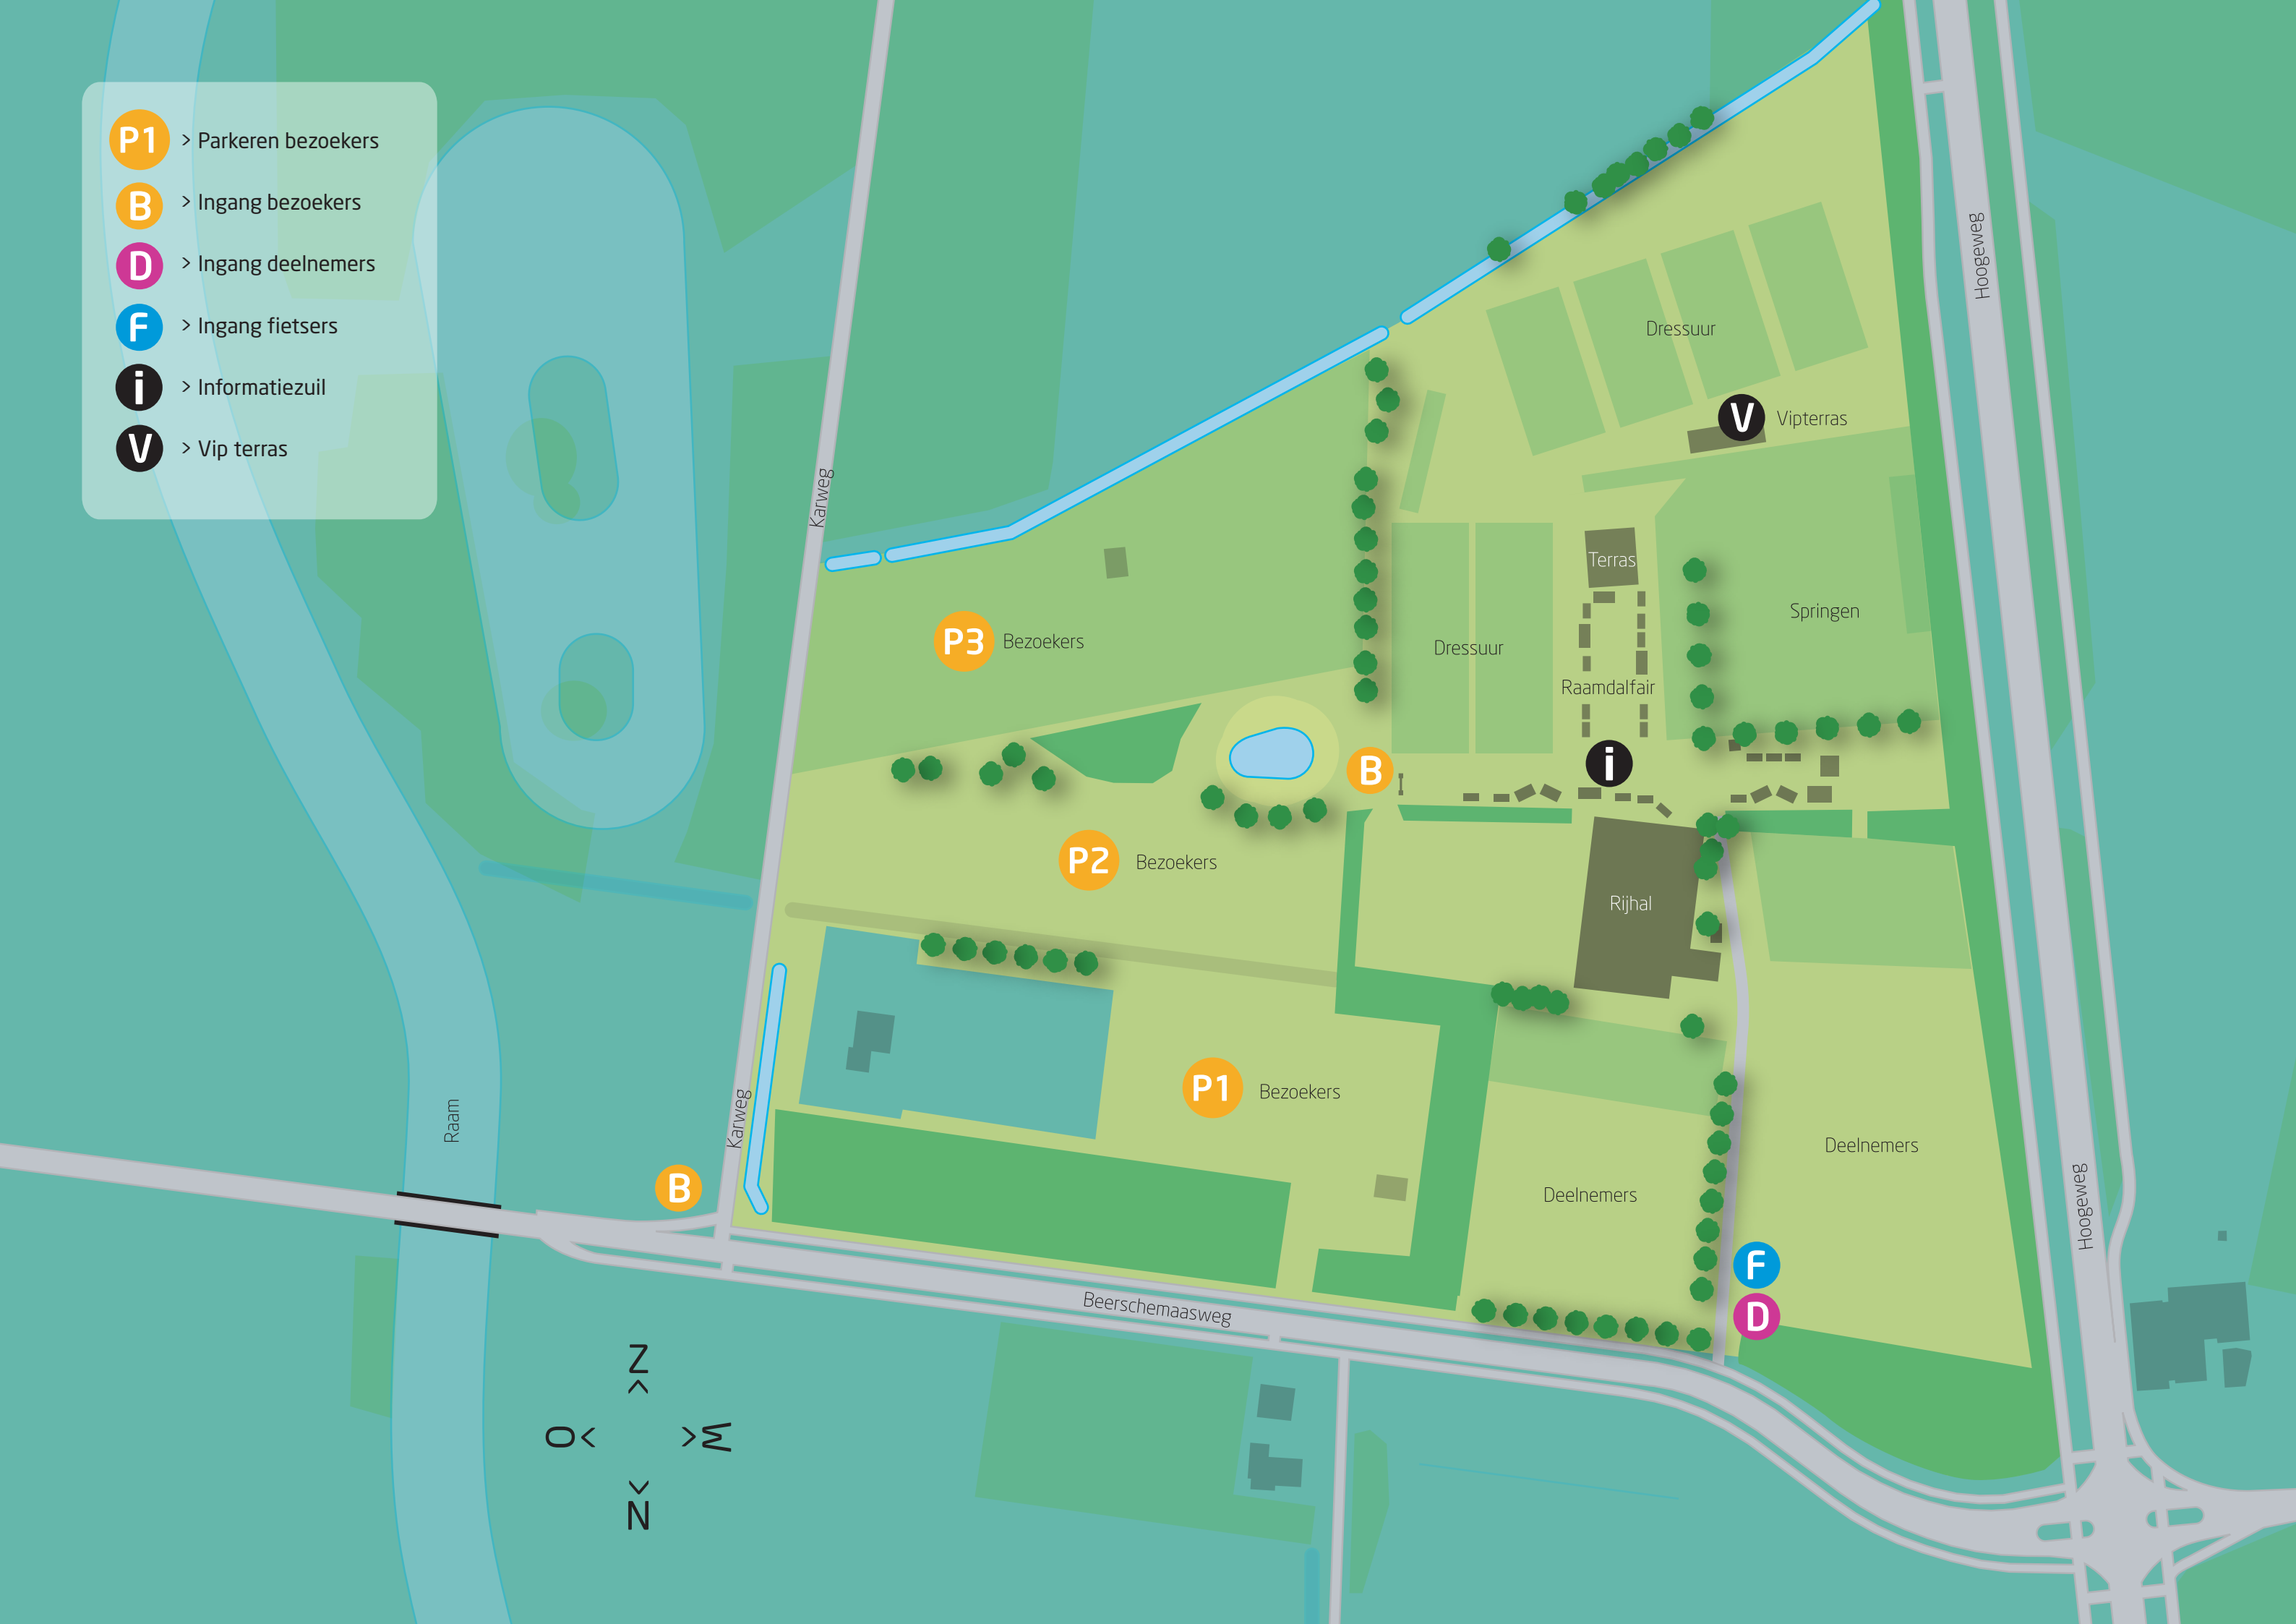 P1 > Parkeren bezoekers
B > Ingang bezoekers
D > Ingang deelnemers
F > Ingang fietsers
i > Informatiezuil
V > Vip terras
Hoogeweg
Dressuur
V Vipterras
Karweg
Terras
Springen
P3 Bezoekers
Dressuur
Raamdalfair
B
i
P2 Bezoekers
Rijhal
P1 Bezoekers
Raam
Karweg
Deelnemers
Deelnemers
B
Hoogeweg
F
D
Beerschemaasweg
Z
O
W
N